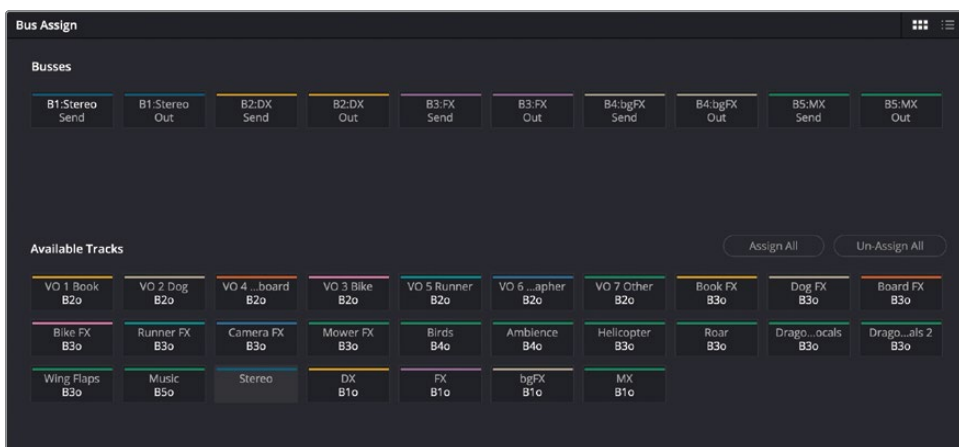 Bus Assign
Busses
B1:Stereo B1:Stereo B2:DX B2:DX B3:FX B3:FX B4:bgFX B4:bgFX B5:MX B5:MX
Send Out Send Out Send Out Send Out Send Out
Available Tracks Assign All Un-Assign All
VO 1 Book VO 2 Dog VO 4 ...board VO 3 Bike VO 5 Runner VO 6 ...apher VO 7 Other Book FX Dog FX Board FX
B2o B2o B2o B2o B2o B2o B2o B3o B3o B3o
Bike FX Runner FX Camera FX Mower FX Birds Ambience Helicopter Roar Drago...ocals Drago...als 2
B3o B3o B3o B3o B4o B4o B3o B3o B3o B3o
Wing Flaps Music Stereo DX FX bgFX MX
B3o B5o B1o B1o B1o B1o